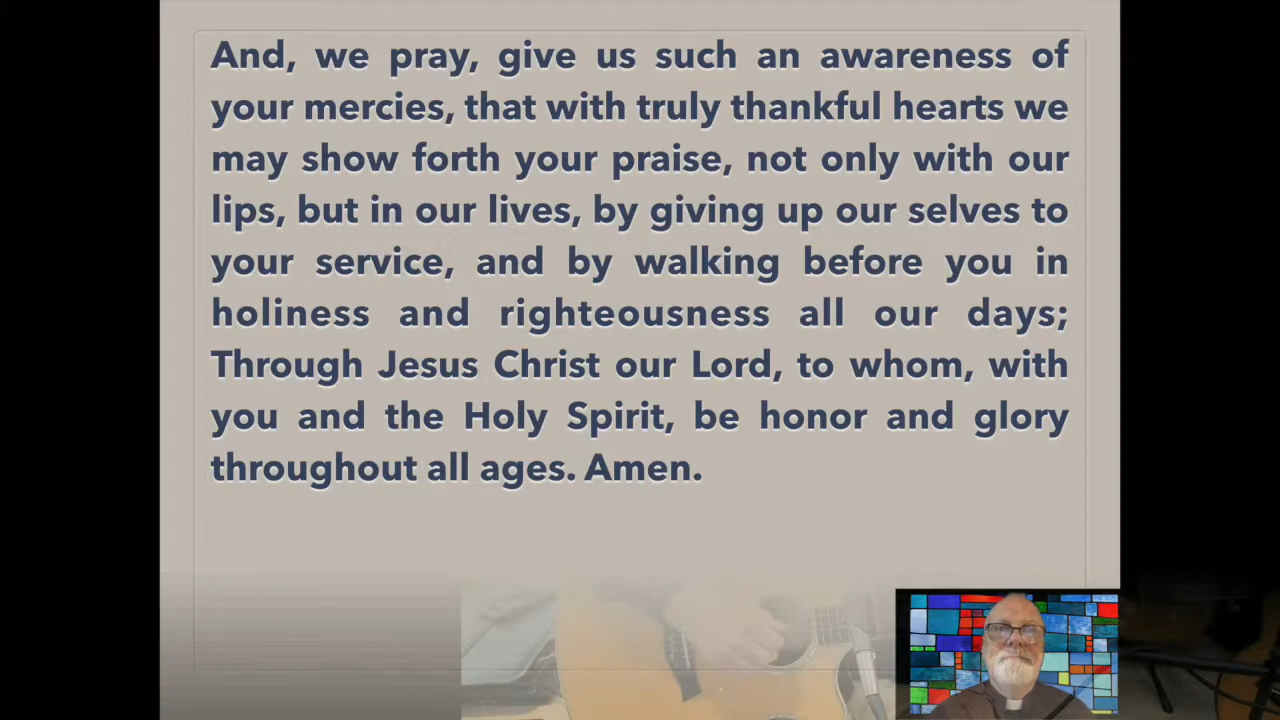 And, we pray, give us such an awareness of
your mercies, that with truly thankful hearts we
may show forth your praise, not only with our
lips, but in our lives, by giving up our selves to
your service, and by walking before you in
holiness and righteousness all our days;
Through Jesus Christ our Lord, to whom, with
you and the Holy Spirit, be honor and glory
throughout all ages. Amen.